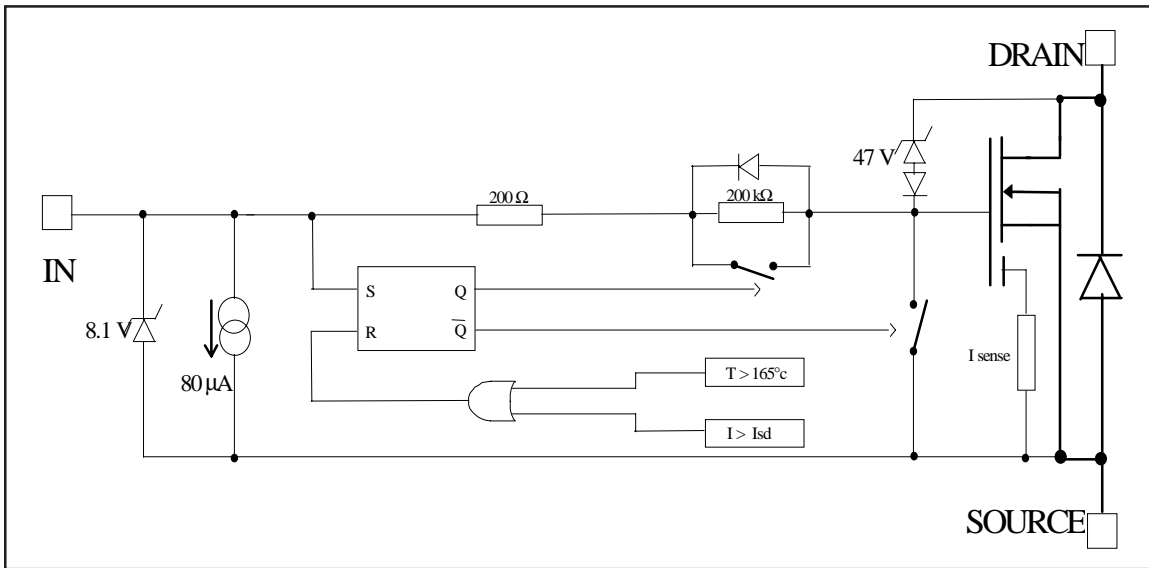 DRAIN
47 V
200 Ω
200 kΩ
IN
S
Q
R
Q̅
8.1 V
80 µA
I sense
T > 165°c
I > Isd
SOURCE